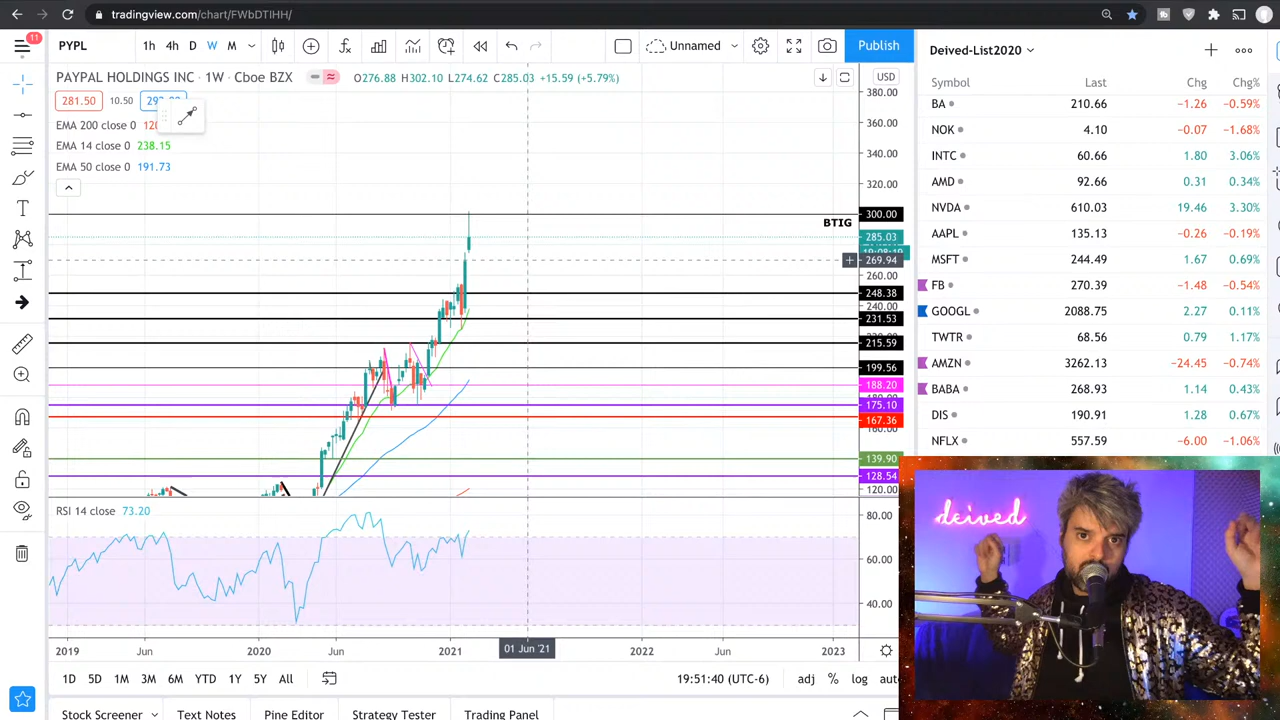 tradingview.com/chart/FWbDTIHH/
11
PYPL 1h 4h D W M Unnamed Publish
Deived-List2020
PAYPAL HOLDINGS INC · 1W · Cboe BZX O276.88 H302.10 L274.62 C285.03 +15.59 (+5.79%)
USD
281.50 10.50
EMA 200 close 0
EMA 14 close 0 238.15
EMA 50 close 0 191.73
380.00
360.00
340.00
320.00
300.00
BTIG
285.03
269.94
260.00
248.38
240.00
231.53
215.59
199.56
188.20
175.10
167.36
160.00
139.90
128.54
120.00
Symbol Last Chg Chg%
BA 210.66 −1.26 −0.59%
NOK 4.10 −0.07 −1.68%
INTC 60.66 1.80 3.06%
AMD 92.66 0.31 0.34%
NVDA 610.03 19.46 3.30%
AAPL 135.13 −0.26 −0.19%
MSFT 244.49 1.67 0.69%
FB 270.39 −1.48 −0.54%
GOOGL 2088.75 2.27 0.11%
TWTR 68.56 0.79 1.17%
AMZN 3262.13 −24.45 −0.74%
BABA 268.93 1.14 0.43%
DIS 190.91 1.28 0.67%
NFLX 557.59 −6.00 −1.06%
RSI 14 close 73.20
80.00
60.00
40.00
deived
2019 Jun 2020 Jun 2021 01 Jun '21 2022 Jun 2023
1D 5D 1M 3M 6M YTD 1Y 5Y All 19:51:40 (UTC-6) adj % log
Stock Screener Text Notes Pine Editor Strategy Tester Trading Panel